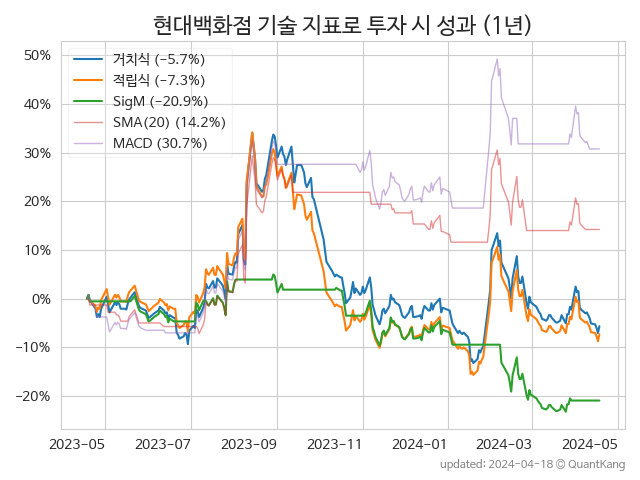 현대백화점 기술 지표로 투자 시 성과 (1년)
50%
40%
30%
20%
10%
0%
−10%
−20%
거치식 (−5.7%)
적립식 (−7.3%)
SigM (−20.9%)
SMA(20) (14.2%)
MACD (30.7%)
2023-05 2023-07 2023-09 2023-11 2024-01 2024-03 2024-05
updated: 2024-04-18 © QuantKang